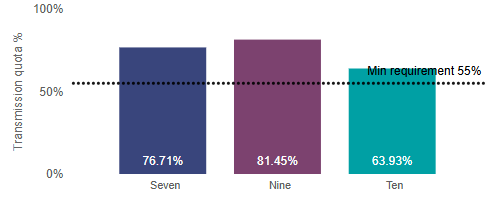 100%
Transmission quota %
Min requirement 55%
50%
76.71%
81.45%
63.93%
0%
Seven
Nine
Ten